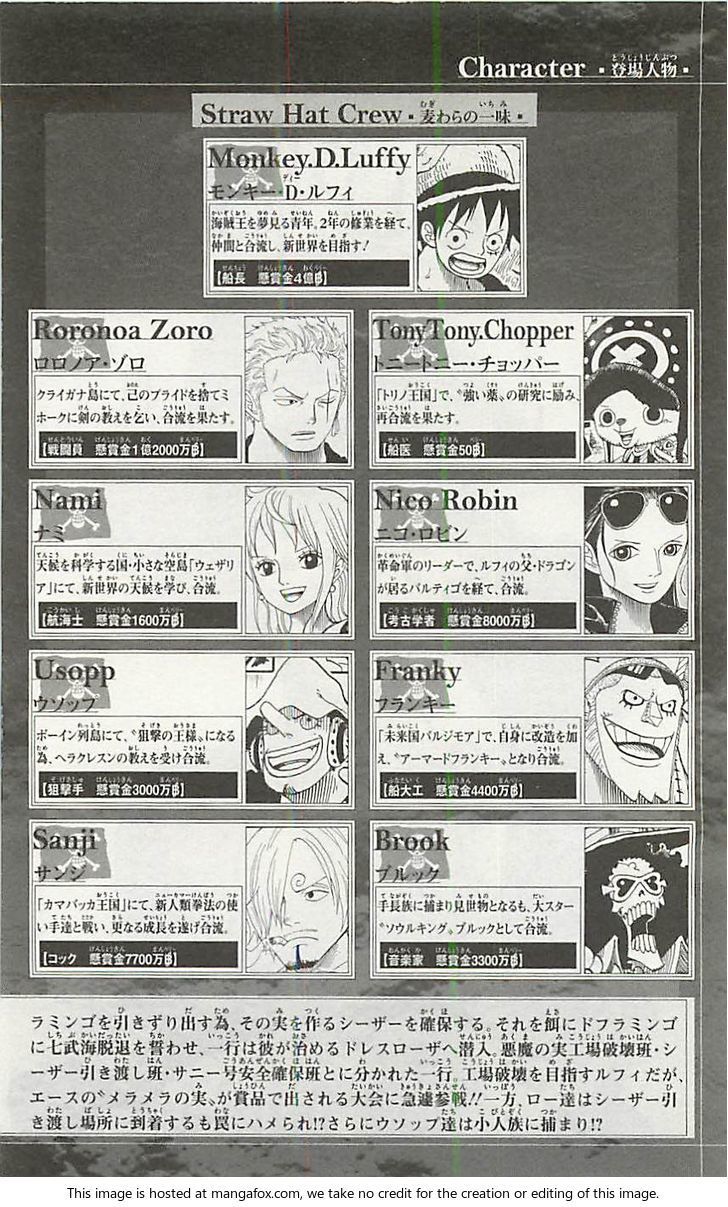 Character ▪ 登場人物 ▪
Straw Hat Crew ▪ 麦わらの一味 ▪
Monkey.D.Luffy
モンキー・D・ルフィ
海賊王を夢見る青年。2年の修業を経て、
仲間と合流し、新世界を目指す!
【船長 懸賞金4億฿】
Roronoa Zoro
ロロノア・ゾロ
クライガナ島にて、己のプライドを捨てミ
ホークに剣の教えを乞い、合流を果たす。
【戦闘員 懸賞金1億2000万฿】
TonyTony.Chopper
トニートニー・チョッパー
「トリノ王国」で、〝強い薬〟の研究に励み、
再合流を果たす。
【船医 懸賞金50฿】
Nami
ナミ
天候を科学する国・小さな空島「ウェザリ
ア」にて、新世界の天候を学び、合流。
【航海士 懸賞金1600万฿】
Nico Robin
ニコ・ロビン
革命軍のリーダーで、ルフィの父・ドラゴン
が居るバルティゴを経て、合流。
【考古学者 懸賞金8000万฿】
Usopp
ウソップ
ボーイン列島にて、〝狙撃の王様〟になる
為、ヘラクレスンの教えを受け合流。
【狙撃手 懸賞金3000万฿】
Franky
フランキー
「未来国バルジモア」で、自身に改造を加
え、〝アーマードフランキー〟となり合流。
【船大工 懸賞金4400万฿】
Sanji
サンジ
「カマバッカ王国」にて、新人類拳法の使
い手達と戦い、更なる成長を遂げ合流。
【コック 懸賞金7700万฿】
Brook
ブルック
手長族に捕まり見世物となるも、大スター
〝ソウルキング〟ブルックとして合流。
【音楽家 懸賞金3300万฿】
ラミンゴを引きずり出す為、その実を作るシーザーを確保する。それを餌にドフラミンゴ
に七武海脱退を誓わせ、一行は彼が治めるドレスローザへ潜入。悪魔の実工場破壊班・シ
ーザー引き渡し班・サニー号安全確保班とに分かれた一行。工場破壊を目指すルフィだが、
エースの〝メラメラの実〟が賞品で出される大会に急遽参戦!!一方、ロー達はシーザー引
き渡し場所に到着するも罠にハメられ!?さらにウソップ達は小人族に捕まり!?
This image is hosted at mangafox.com, we take no credit for the creation or editing of this image.